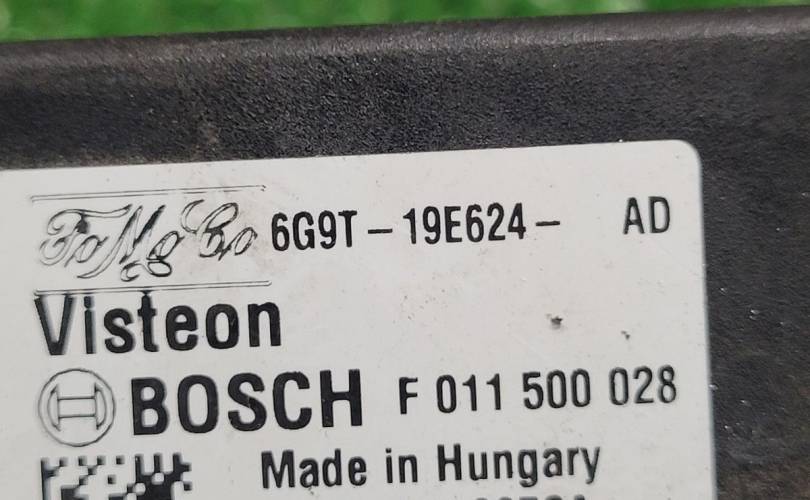 FoMoCo 6G9T-19E624- AD
Visteon
BOSCH F 011 500 028
Made in Hungary